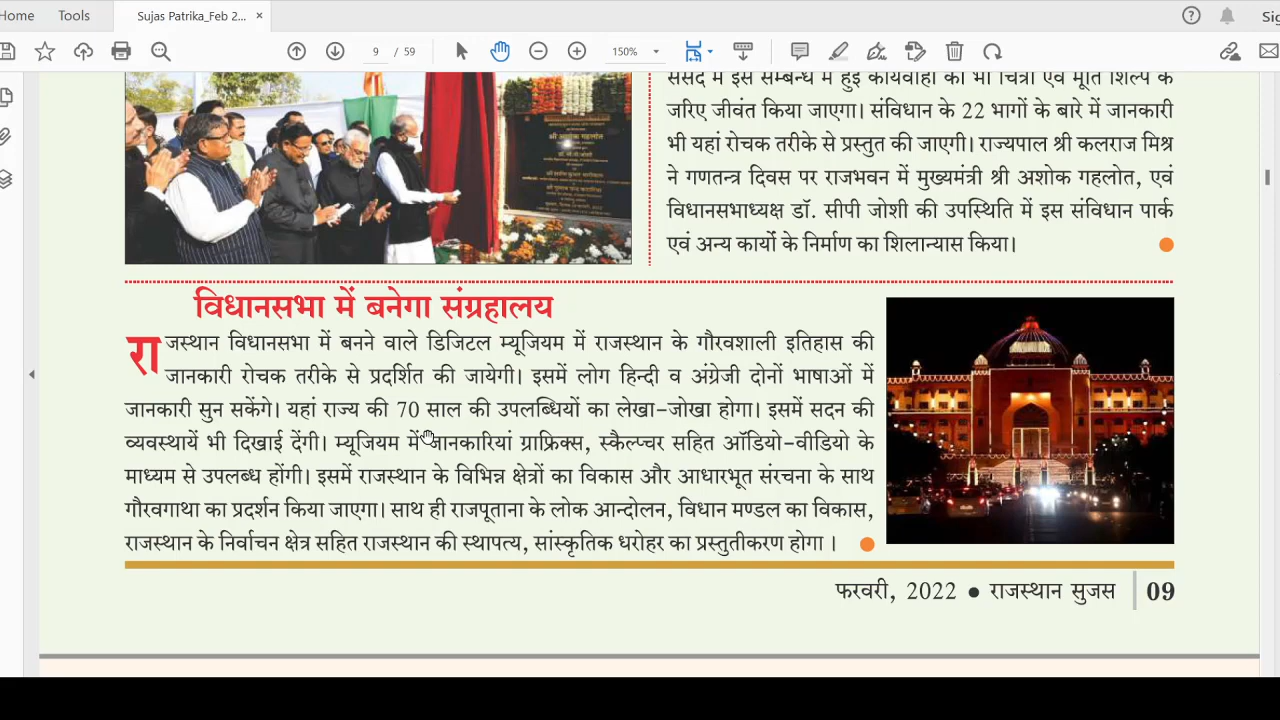 Home
Tools
Sujas Patrika_Feb 2... ×
Sig
9 / 59
150%
संसद में इस सम्बन्ध में हुई कार्यवाही को भी चित्रों एवं मूर्ति शिल्प के
जरिए जीवंत किया जाएगा। संविधान के 22 भागों के बारे में जानकारी
भी यहां रोचक तरीके से प्रस्तुत की जाएगी। राज्यपाल श्री कलराज मिश्र
ने गणतन्त्र दिवस पर राजभवन में मुख्यमंत्री श्री अशोक गहलोत, एवं
विधानसभाध्यक्ष डॉ. सीपी जोशी की उपस्थिति में इस संविधान पार्क
एवं अन्य कार्यों के निर्माण का शिलान्यास किया।
विधानसभा में बनेगा संग्रहालय
राजस्थान विधानसभा में बनने वाले डिजिटल म्यूजियम में राजस्थान के गौरवशाली इतिहास की
जानकारी रोचक तरीके से प्रदर्शित की जायेगी। इसमें लोग हिन्दी व अंग्रेजी दोनों भाषाओं में
जानकारी सुन सकेंगे। यहां राज्य की 70 साल की उपलब्धियों का लेखा-जोखा होगा। इसमें सदन की
व्यवस्थायें भी दिखाई देंगी। म्यूजियम में जानकारियां ग्राफ्रिक्स, स्कैल्प्चर सहित ऑडियो-वीडियो के
माध्यम से उपलब्ध होंगी। इसमें राजस्थान के विभिन्न क्षेत्रों का विकास और आधारभूत संरचना के साथ
गौरवगाथा का प्रदर्शन किया जाएगा। साथ ही राजपूताना के लोक आन्दोलन, विधान मण्डल का विकास,
राजस्थान के निर्वाचन क्षेत्र सहित राजस्थान की स्थापत्य, सांस्कृतिक धरोहर का प्रस्तुतीकरण होगा ।
फरवरी, 2022 ● राजस्थान सुजस 09